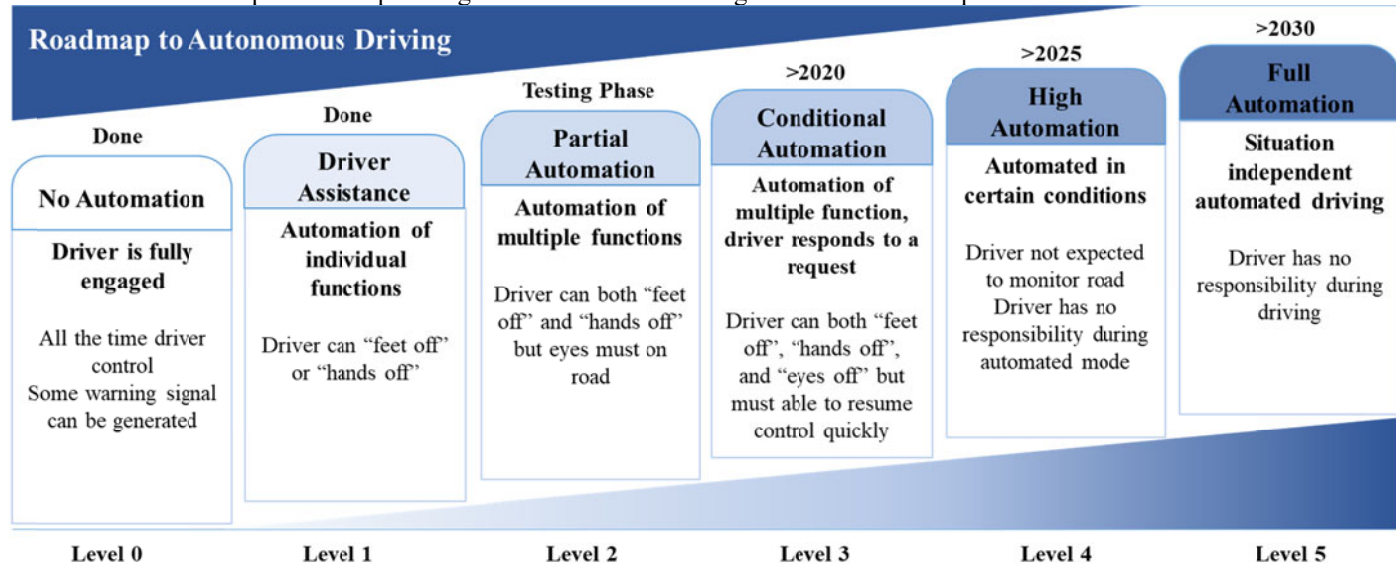 Roadmap to Autonomous Driving
Done
No Automation
Driver is fully
engaged
All the time driver
control
Some warning signal
can be generated
Level 0
Done
Driver
Assistance
Automation of
individual
functions
Driver can “feet off”
or “hands off”
Level 1
Testing Phase
Partial
Automation
Automation of
multiple functions
Driver can both “feet
off” and “hands off”
but eyes must on
road
Level 2
>2020
Conditional
Automation
Automation of
multiple function,
driver responds to a
request
Driver can both “feet
off”, “hands off”,
and “eyes off” but
must able to resume
control quickly
Level 3
>2025
High
Automation
Automated in
certain conditions
Driver not expected
to monitor road
Driver has no
responsibility during
automated mode
Level 4
>2030
Full
Automation
Situation
independent
automated driving
Driver has no
responsibility during
driving
Level 5